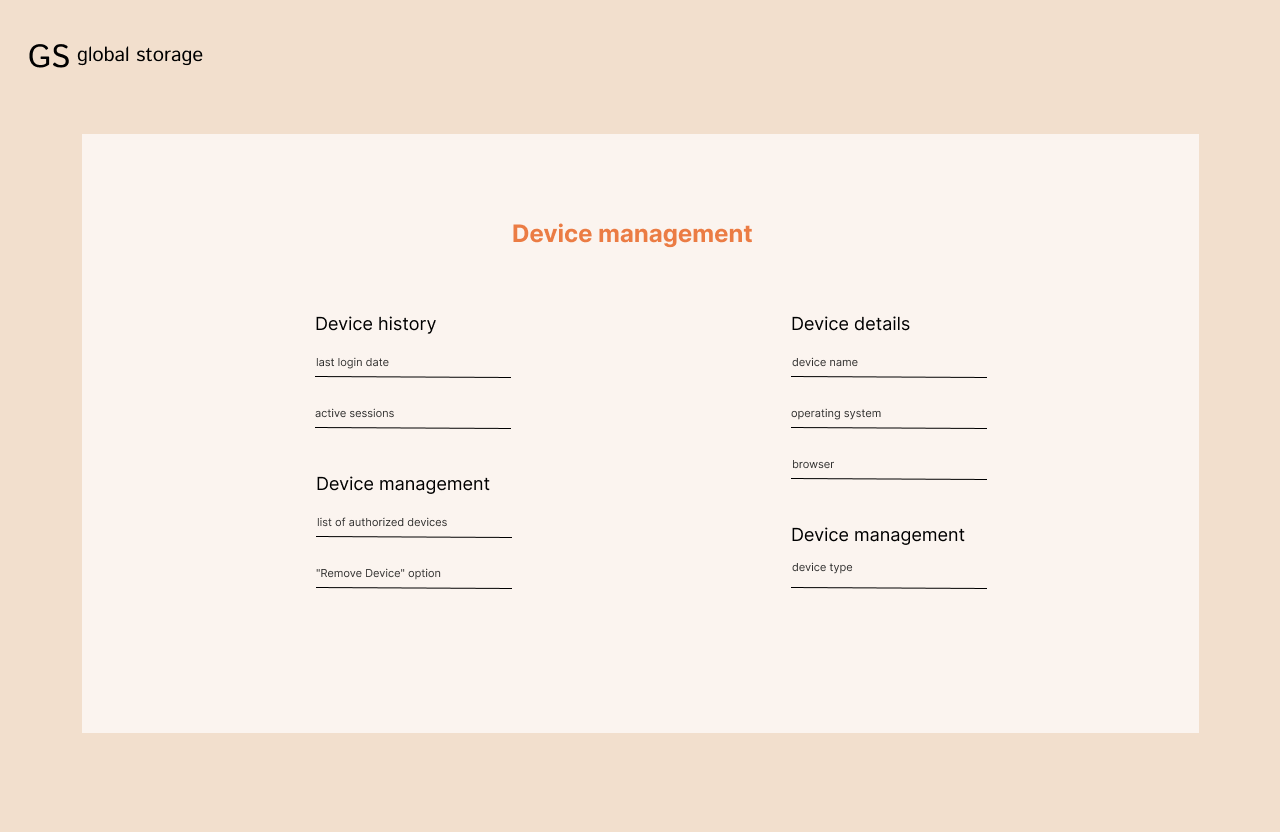 GS global storage
Device management
Device history
last login date
active sessions
Device management
list of authorized devices
"Remove Device" option
Device details
device name
operating system
browser
Device management
device type